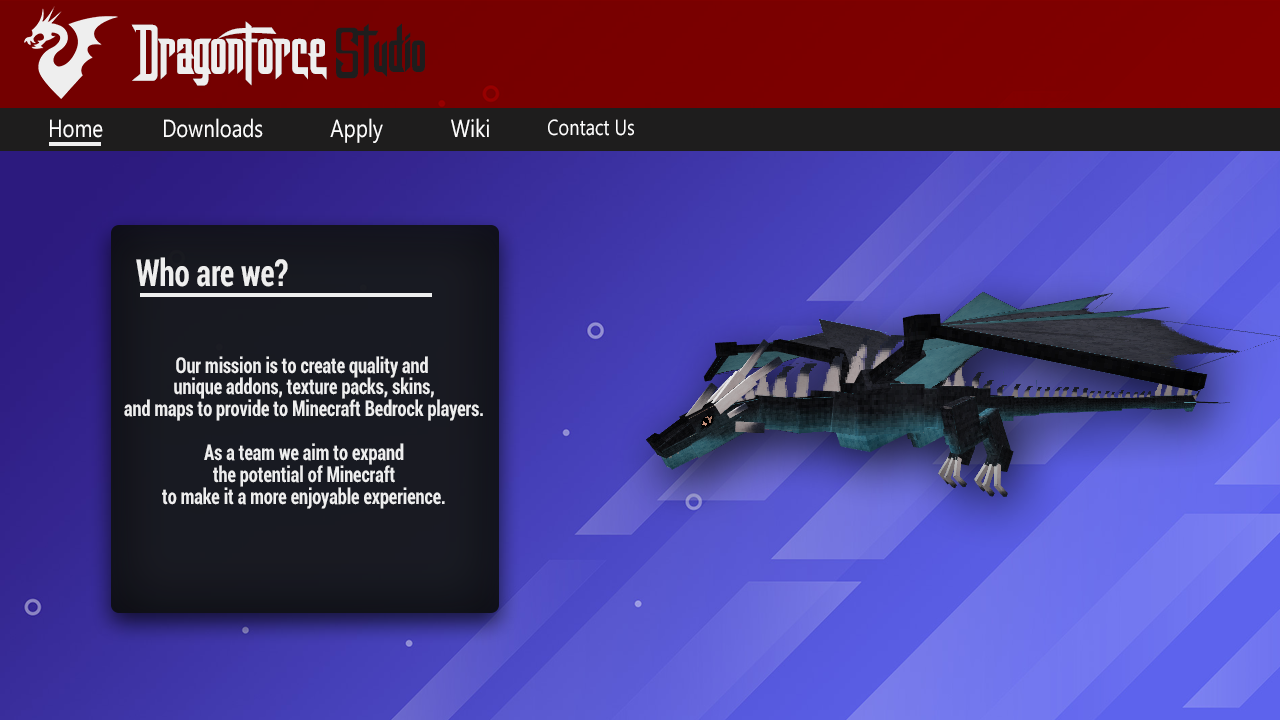 Dragonforce Studio
Home Downloads Apply Wiki Contact Us
Who are we?
Our mission is to create quality and
unique addons, texture packs, skins,
and maps to provide to Minecraft Bedrock players.
As a team we aim to expand
the potential of Minecraft
to make it a more enjoyable experience.